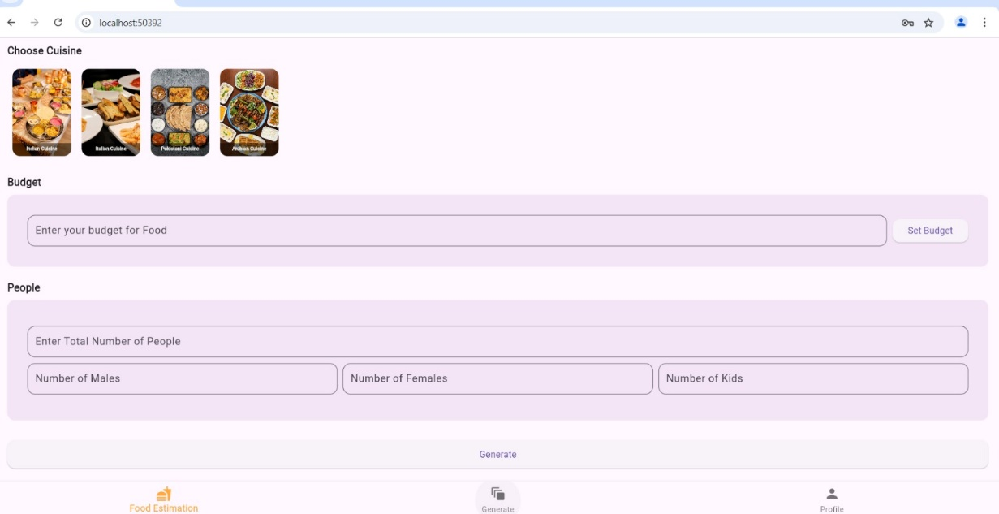 localhost:50392
Choose Cuisine
Indian Cuisine
Italian Cuisine
Pakistani Cuisine
Arabian Cuisine
Budget
Enter your budget for Food
Set Budget
People
Enter Total Number of People
Number of Males
Number of Females
Number of Kids
Generate
Food Estimation
Generate
Profile